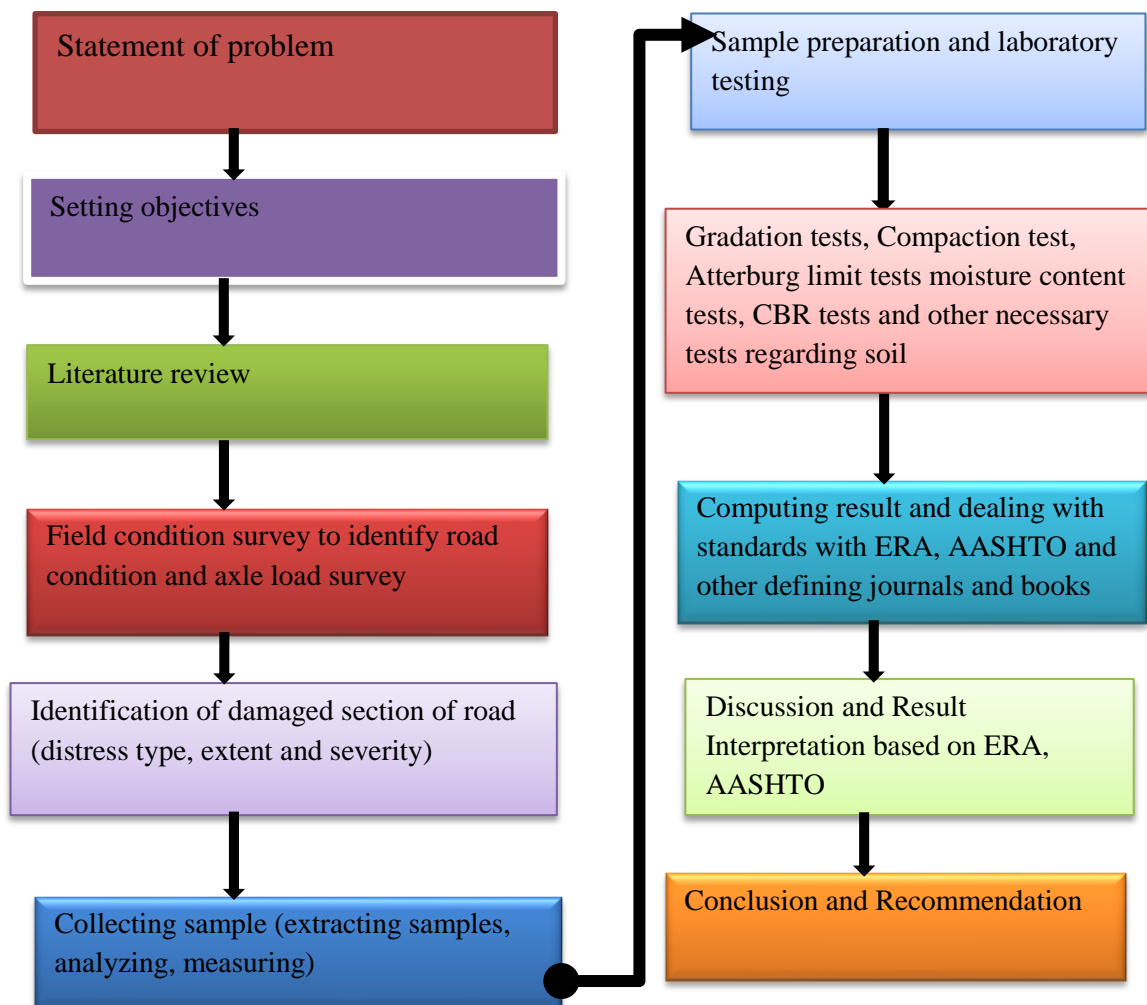 Statement of problem
Setting objectives
Literature review
Field condition survey to identify road
condition and axle load survey
Identification of damaged section of road
(distress type, extent and severity)
Collecting sample (extracting samples,
analyzing, measuring)
Sample preparation and laboratory
testing
Gradation tests, Compaction test,
Atterburg limit tests moisture content
tests, CBR tests and other necessary
tests regarding soil
Computing result and dealing with
standards with ERA, AASHTO and
other defining journals and books
Discussion and Result
Interpretation based on ERA,
AASHTO
Conclusion and Recommendation